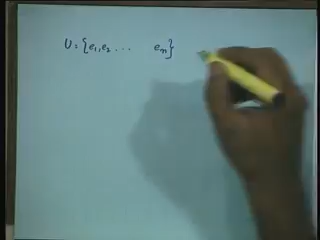 U = {e₁, e₂ ... eₙ}